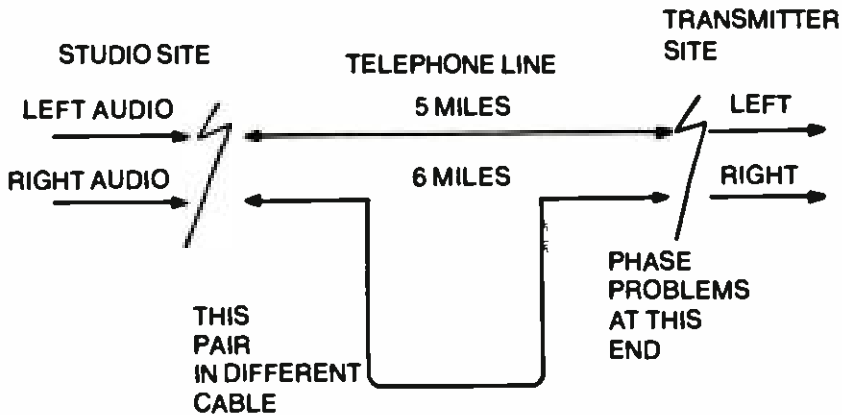 STUDIO SITE
TELEPHONE LINE
TRANSMITTER
SITE
LEFT AUDIO
5 MILES
LEFT
RIGHT AUDIO
6 MILES
RIGHT
THIS
PAIR
IN DIFFERENT
CABLE
PHASE
PROBLEMS
AT THIS
END